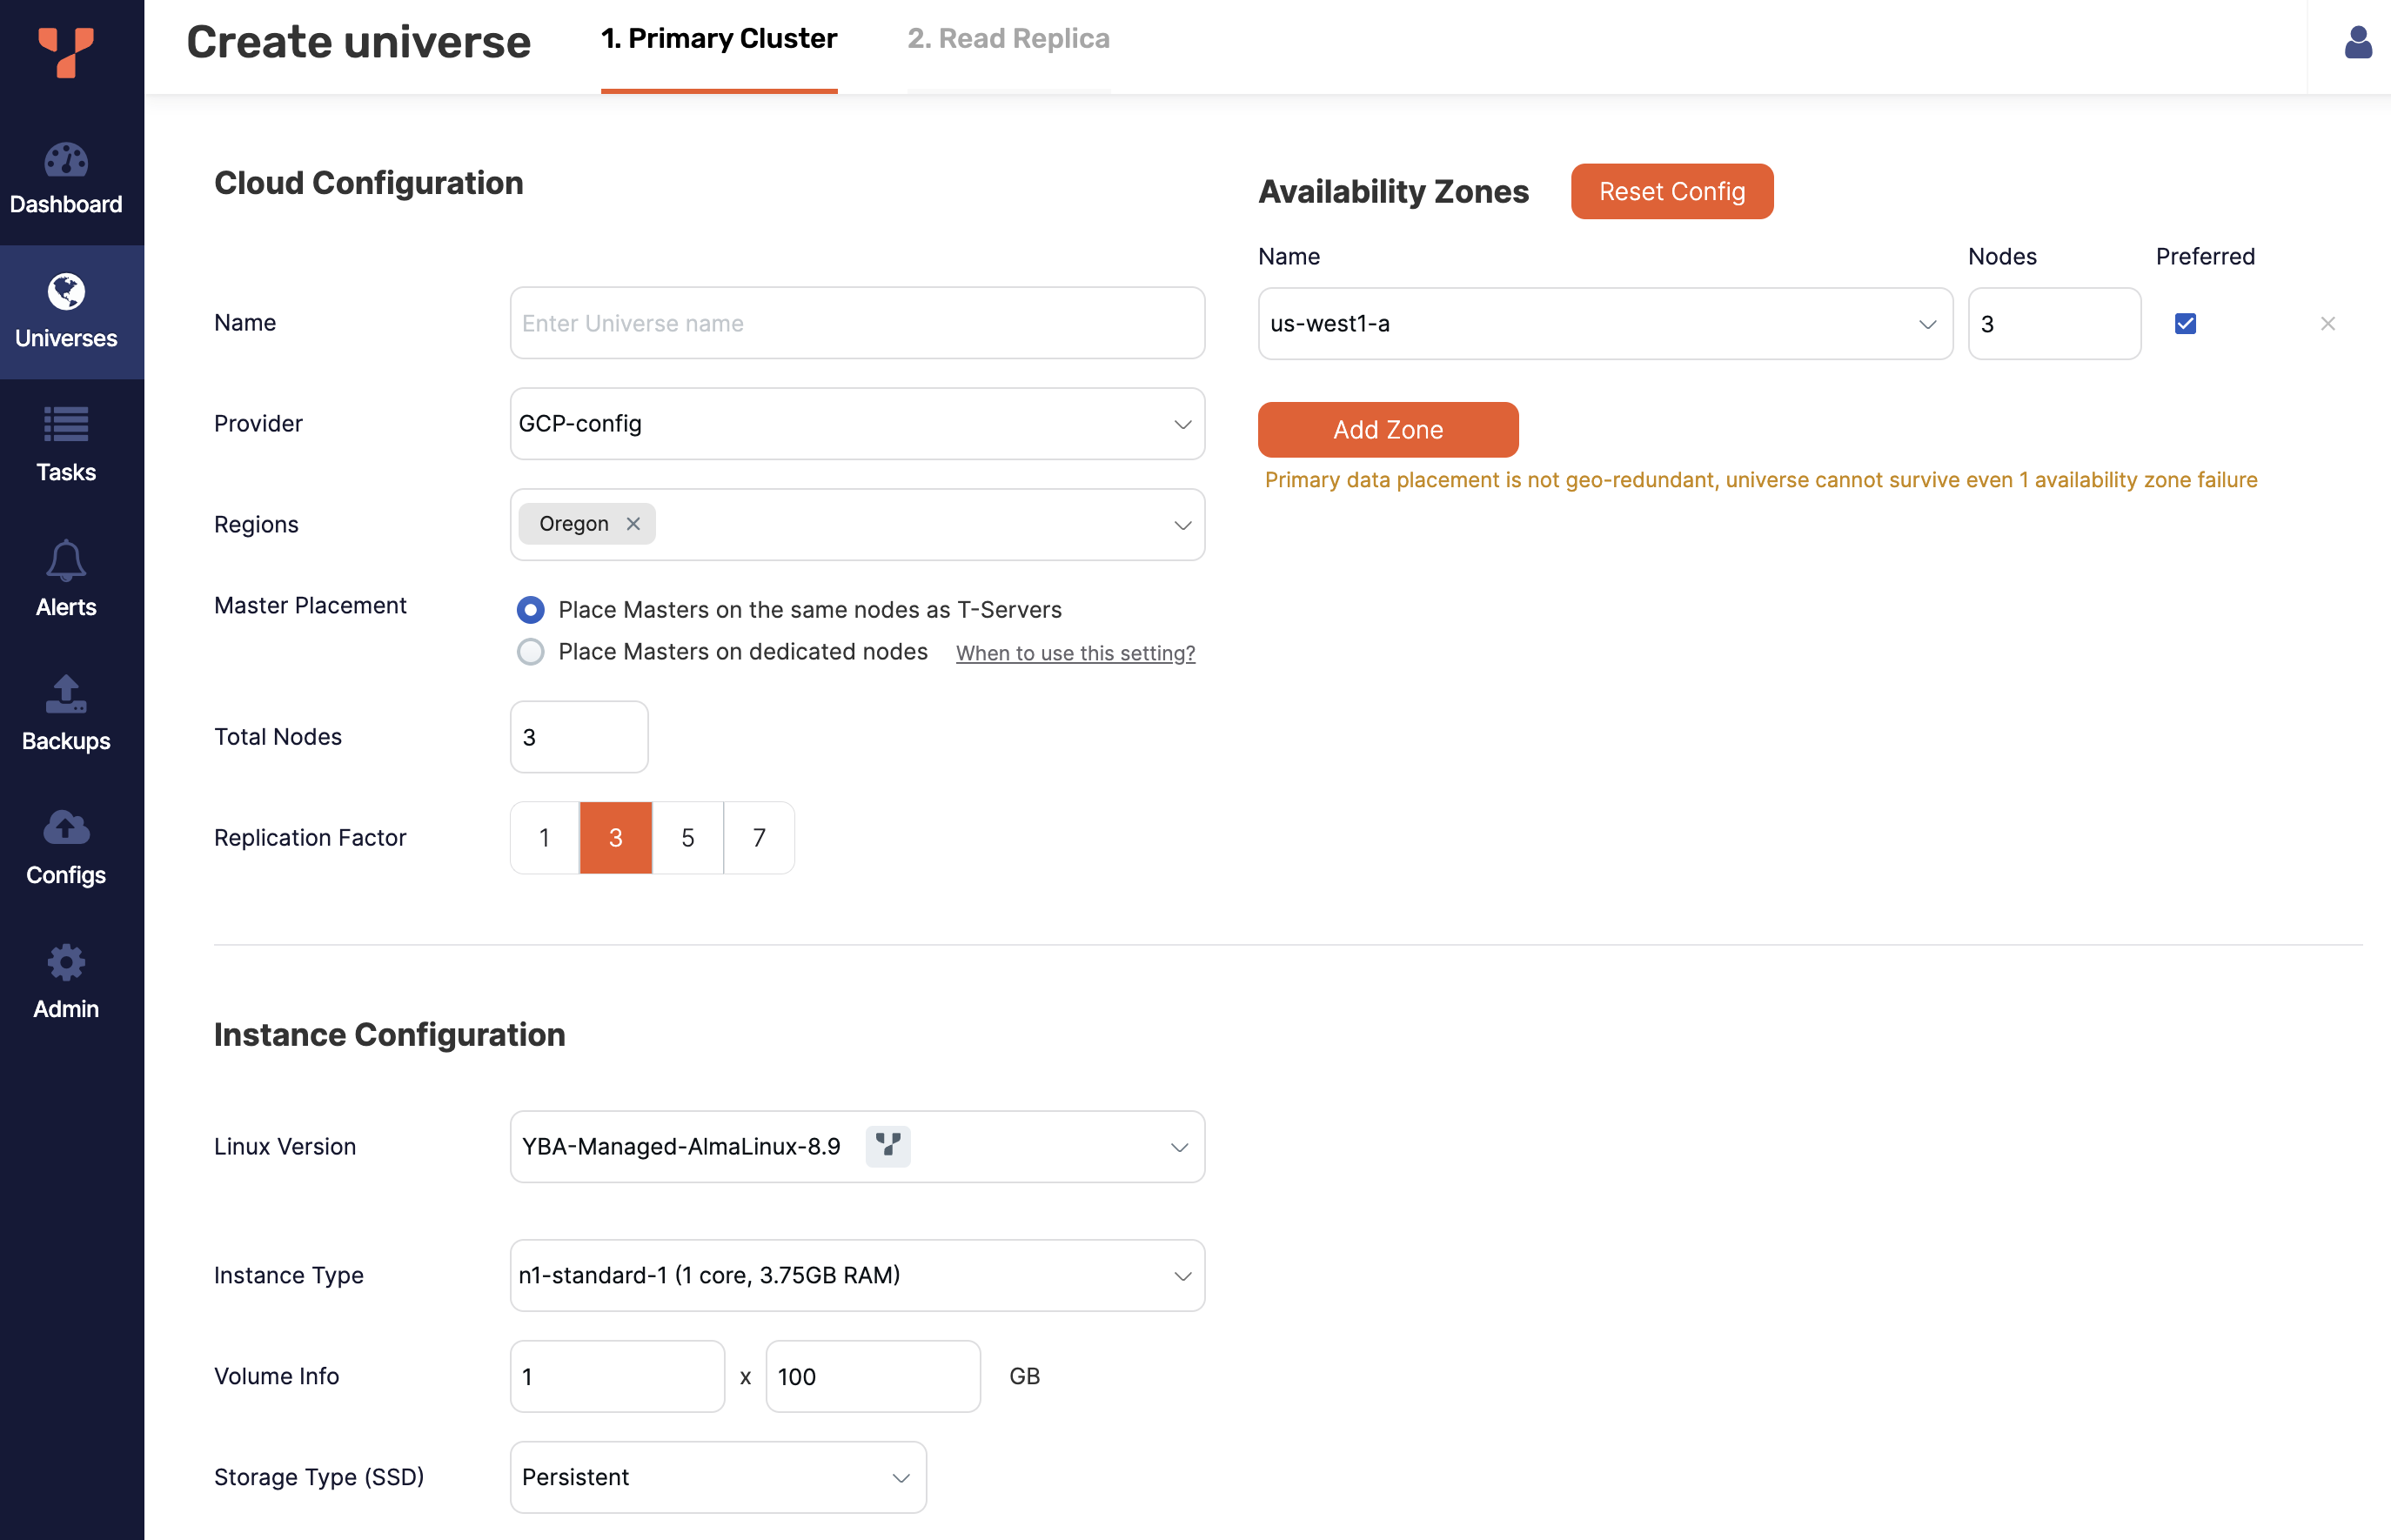 Create universe
1. Primary Cluster
2. Read Replica
Dashboard
Universes
Tasks
Alerts
Backups
Configs
Admin
Cloud Configuration
Name
Enter Universe name
Provider
GCP-config
Regions
Oregon
Master Placement
Place Masters on the same nodes as T-Servers
Place Masters on dedicated nodes
When to use this setting?
Total Nodes
3
Replication Factor
1 3 5 7
Availability Zones
Reset Config
Name Nodes Preferred
us-west1-a 3
Add Zone
Primary data placement is not geo-redundant, universe cannot survive even 1 availability zone failure
Instance Configuration
Linux Version
YBA-Managed-AlmaLinux-8.9
Instance Type
n1-standard-1 (1 core, 3.75GB RAM)
Volume Info
1 x 100 GB
Storage Type (SSD)
Persistent